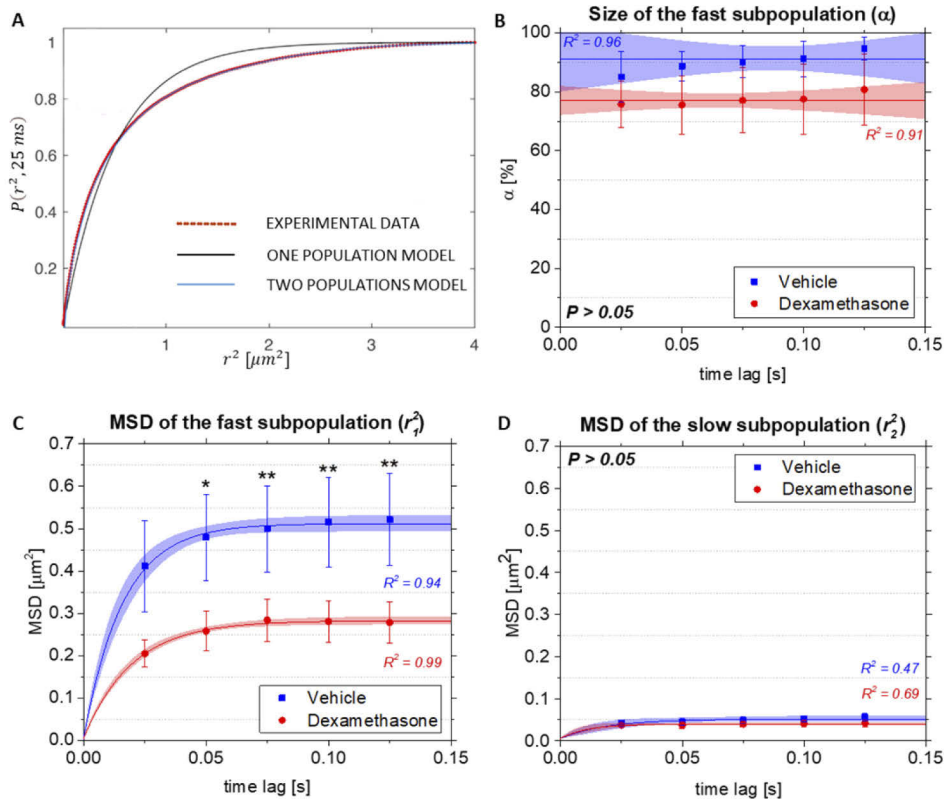 A
P(r², 25 ms)
1
0.8
0.6
0.4
0.2
EXPERIMENTAL DATA
ONE POPULATION MODEL
TWO POPULATIONS MODEL
1 2 3 4
r² [μm²]
B
Size of the fast subpopulation (α)
α [%]
100
80
60
40
20
0
R² = 0.96
R² = 0.91
Vehicle
Dexamethasone
P > 0.05
0.00 0.05 0.10 0.15
time lag [s]
C
MSD of the fast subpopulation (r₁²)
MSD [μm²]
0.7
0.6
0.5
0.4
0.3
0.2
0.1
0.0
* ** ** **
R² = 0.94
R² = 0.99
Vehicle
Dexamethasone
0.00 0.05 0.10 0.15
time lag [s]
D
MSD of the slow subpopulation (r₂²)
MSD [μm²]
0.7
0.6
0.5
0.4
0.3
0.2
0.1
0.0
P > 0.05
Vehicle
Dexamethasone
R² = 0.47
R² = 0.69
0.00 0.05 0.10 0.15
time lag [s]